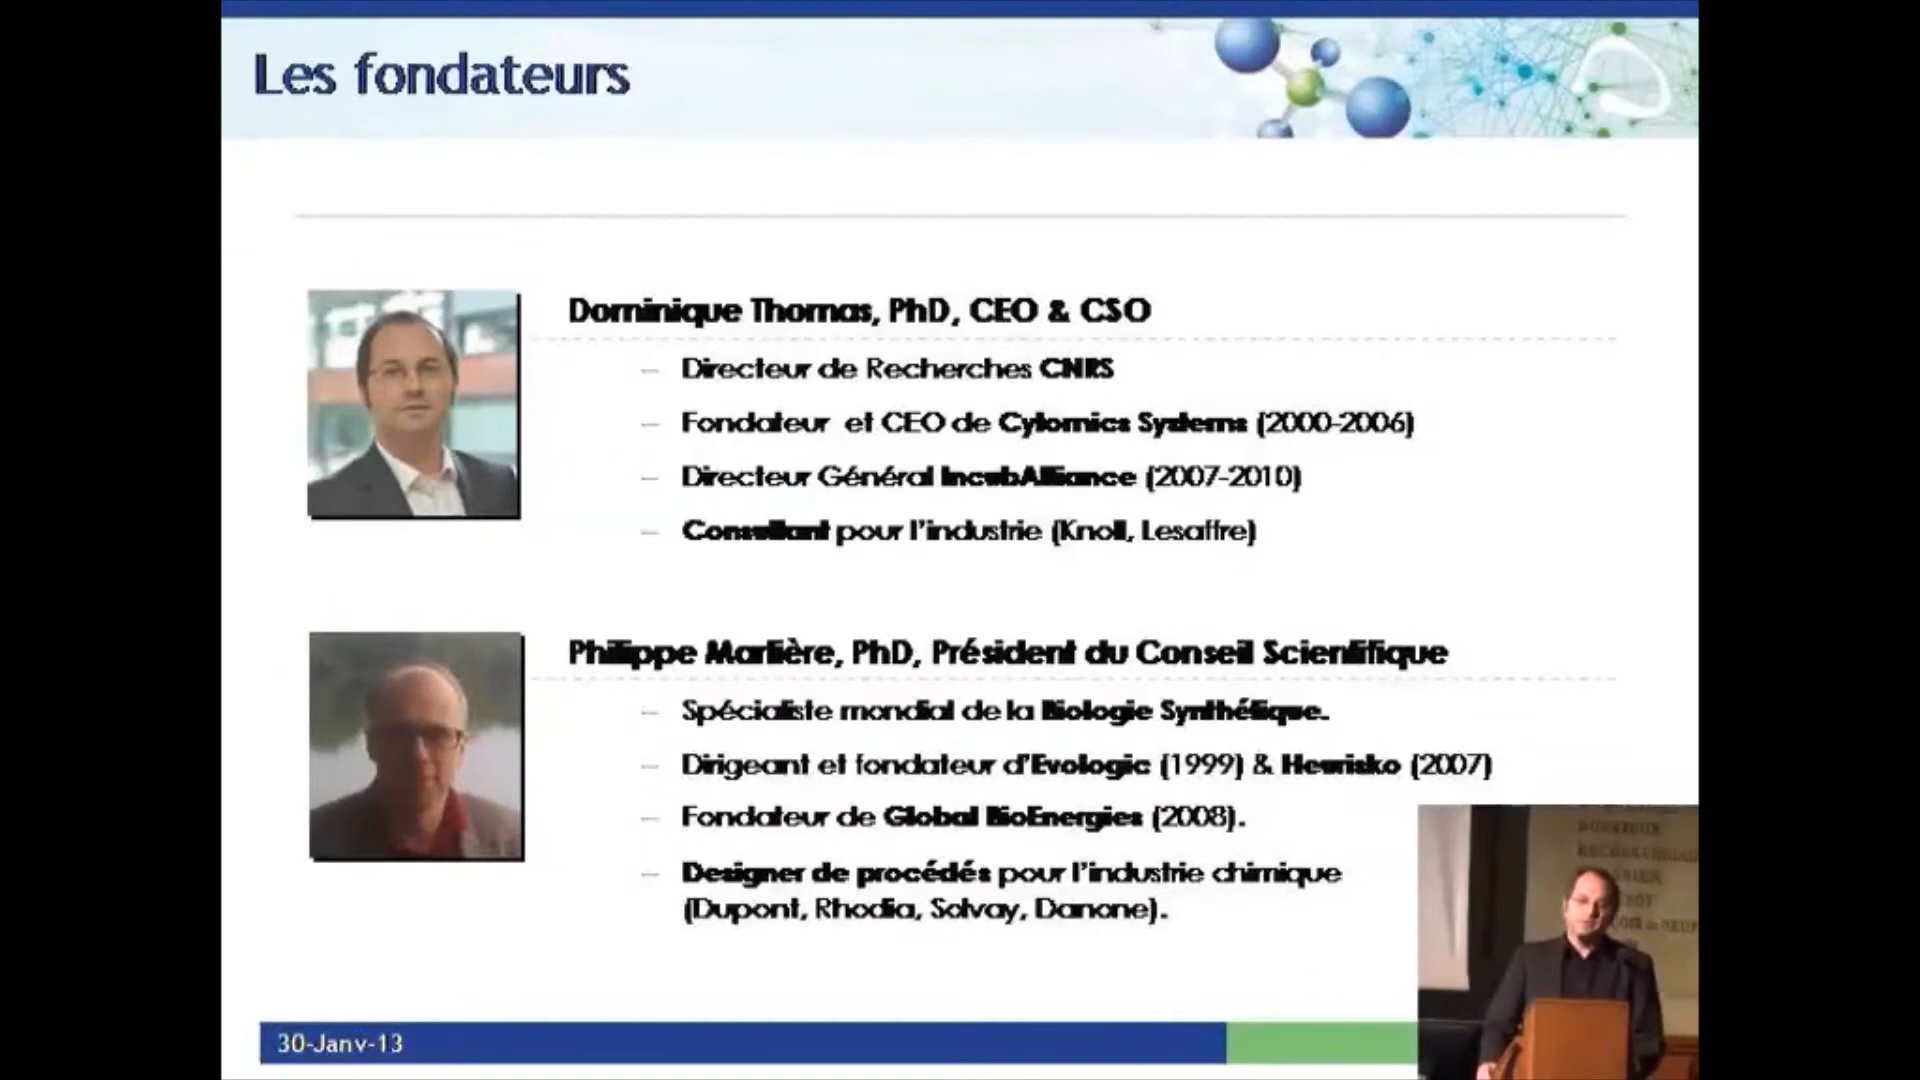 Les fondateurs
Dominique Thomas, PhD, CEO & CSO
– Directeur de Recherches CNRS
– Fondateur et CEO de Cytomics Systems (2000-2006)
– Directeur Général IncubAlliance (2007-2010)
– Consultant pour l'industrie (Knoll, Lesaffre)
Philippe Marlière, PhD, Président du Conseil Scientifique
– Spécialiste mondial de la Biologie Synthétique.
– Dirigeant et fondateur d'Evologic (1999) & Heurisko (2007)
– Fondateur de Global BioEnergies (2008).
– Designer de procédés pour l'industrie chimique
(Dupont, Rhodia, Solvay, Danone).
30-Janv-13